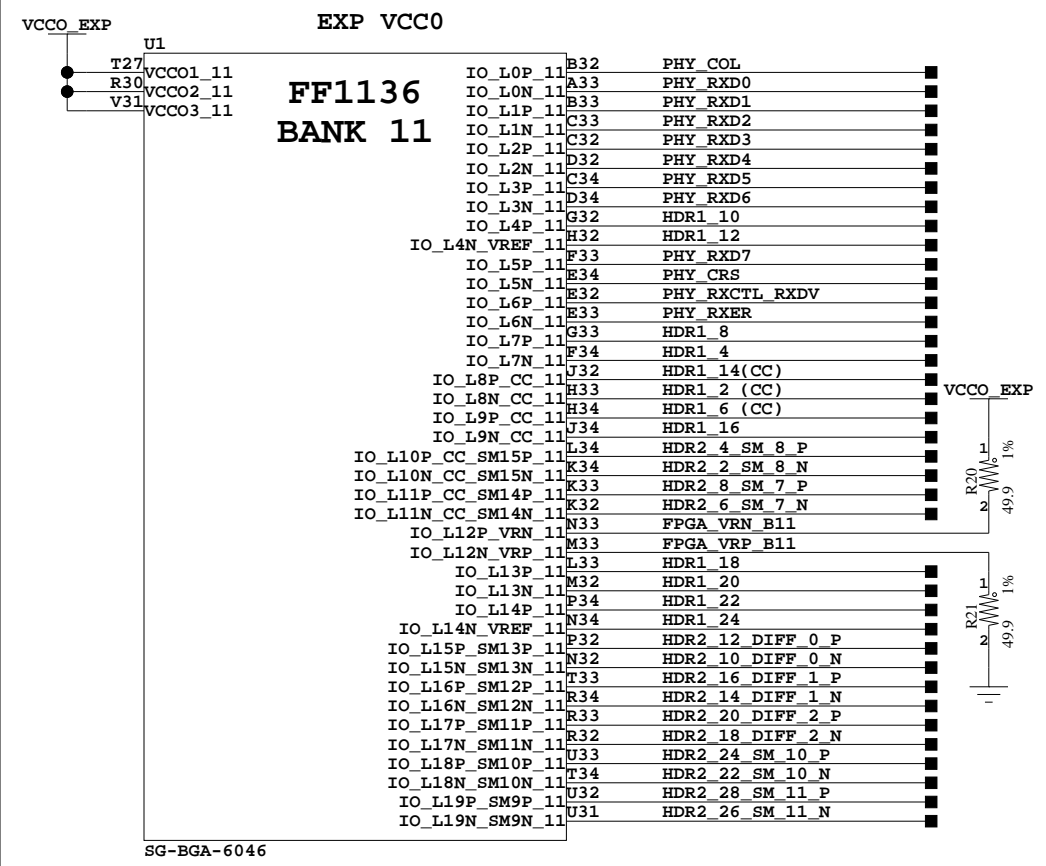 EXP VCC0
VCCO_EXP
U1
T27 VCCO1_11
R30 VCCO2_11
V31 VCCO3_11
FF1136
BANK 11
IO_L0P_11 B32 PHY_COL
IO_L0N_11 A33 PHY_RXD0
IO_L1P_11 B33 PHY_RXD1
IO_L1N_11 C33 PHY_RXD2
IO_L2P_11 C32 PHY_RXD3
IO_L2N_11 D32 PHY_RXD4
IO_L3P_11 C34 PHY_RXD5
IO_L3N_11 D34 PHY_RXD6
IO_L4P_11 G32 HDR1_10
IO_L4N_VREF_11 H32 HDR1_12
IO_L5P_11 F33 PHY_RXD7
IO_L5N_11 E34 PHY_CRS
IO_L6P_11 E32 PHY_RXCTL_RXDV
IO_L6N_11 E33 PHY_RXER
IO_L7P_11 G33 HDR1_8
IO_L7N_11 F34 HDR1_4
IO_L8P_CC_11 J32 HDR1_14(CC)
IO_L8N_CC_11 H33 HDR1_2 (CC)
IO_L9P_CC_11 H34 HDR1_6 (CC)
IO_L9N_CC_11 J34 HDR1_16
IO_L10P_CC_SM15P_11 L34 HDR2_4_SM_8_P
IO_L10N_CC_SM15N_11 K34 HDR2_2_SM_8_N
IO_L11P_CC_SM14P_11 K33 HDR2_8_SM_7_P
IO_L11N_CC_SM14N_11 K32 HDR2_6_SM_7_N
IO_L12P_VRN_11 N33 FPGA_VRN_B11
IO_L12N_VRP_11 M33 FPGA_VRP_B11
IO_L13P_11 L33 HDR1_18
IO_L13N_11 M32 HDR1_20
IO_L14P_11 P34 HDR1_22
IO_L14N_VREF_11 N34 HDR1_24
IO_L15P_SM13P_11 P32 HDR2_12_DIFF_0_P
IO_L15N_SM13N_11 N32 HDR2_10_DIFF_0_N
IO_L16P_SM12P_11 T33 HDR2_16_DIFF_1_P
IO_L16N_SM12N_11 R34 HDR2_14_DIFF_1_N
IO_L17P_SM11P_11 R33 HDR2_20_DIFF_2_P
IO_L17N_SM11N_11 R32 HDR2_18_DIFF_2_N
IO_L18P_SM10P_11 U33 HDR2_24_SM_10_P
IO_L18N_SM10N_11 T34 HDR2_22_SM_10_N
IO_L19P_SM9P_11 U32 HDR2_28_SM_11_P
IO_L19N_SM9N_11 U31 HDR2_26_SM_11_N
SG-BGA-6046
VCCO_EXP
1
R20
1%
49.9
2
1
R21
1%
49.9
2